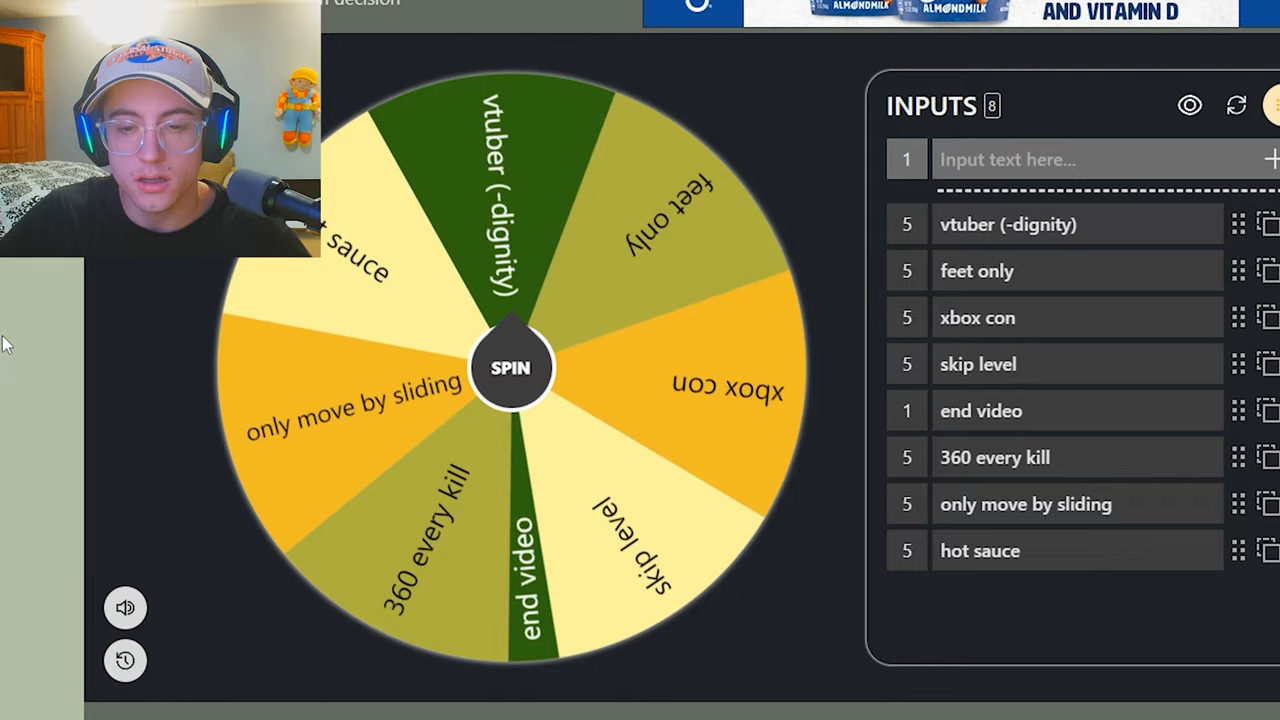 decision
ALMONDMILK
ALMONDMILK
AND VITAMIN D
INPUTS 8
1 Input text here...
5 vtuber (-dignity)
5 feet only
5 xbox con
5 skip level
1 end video
5 360 every kill
5 only move by sliding
5 hot sauce
vtuber (-dignity)
feet only
xbox con
skip level
end video
360 every kill
only move by sliding
t sauce
SPIN